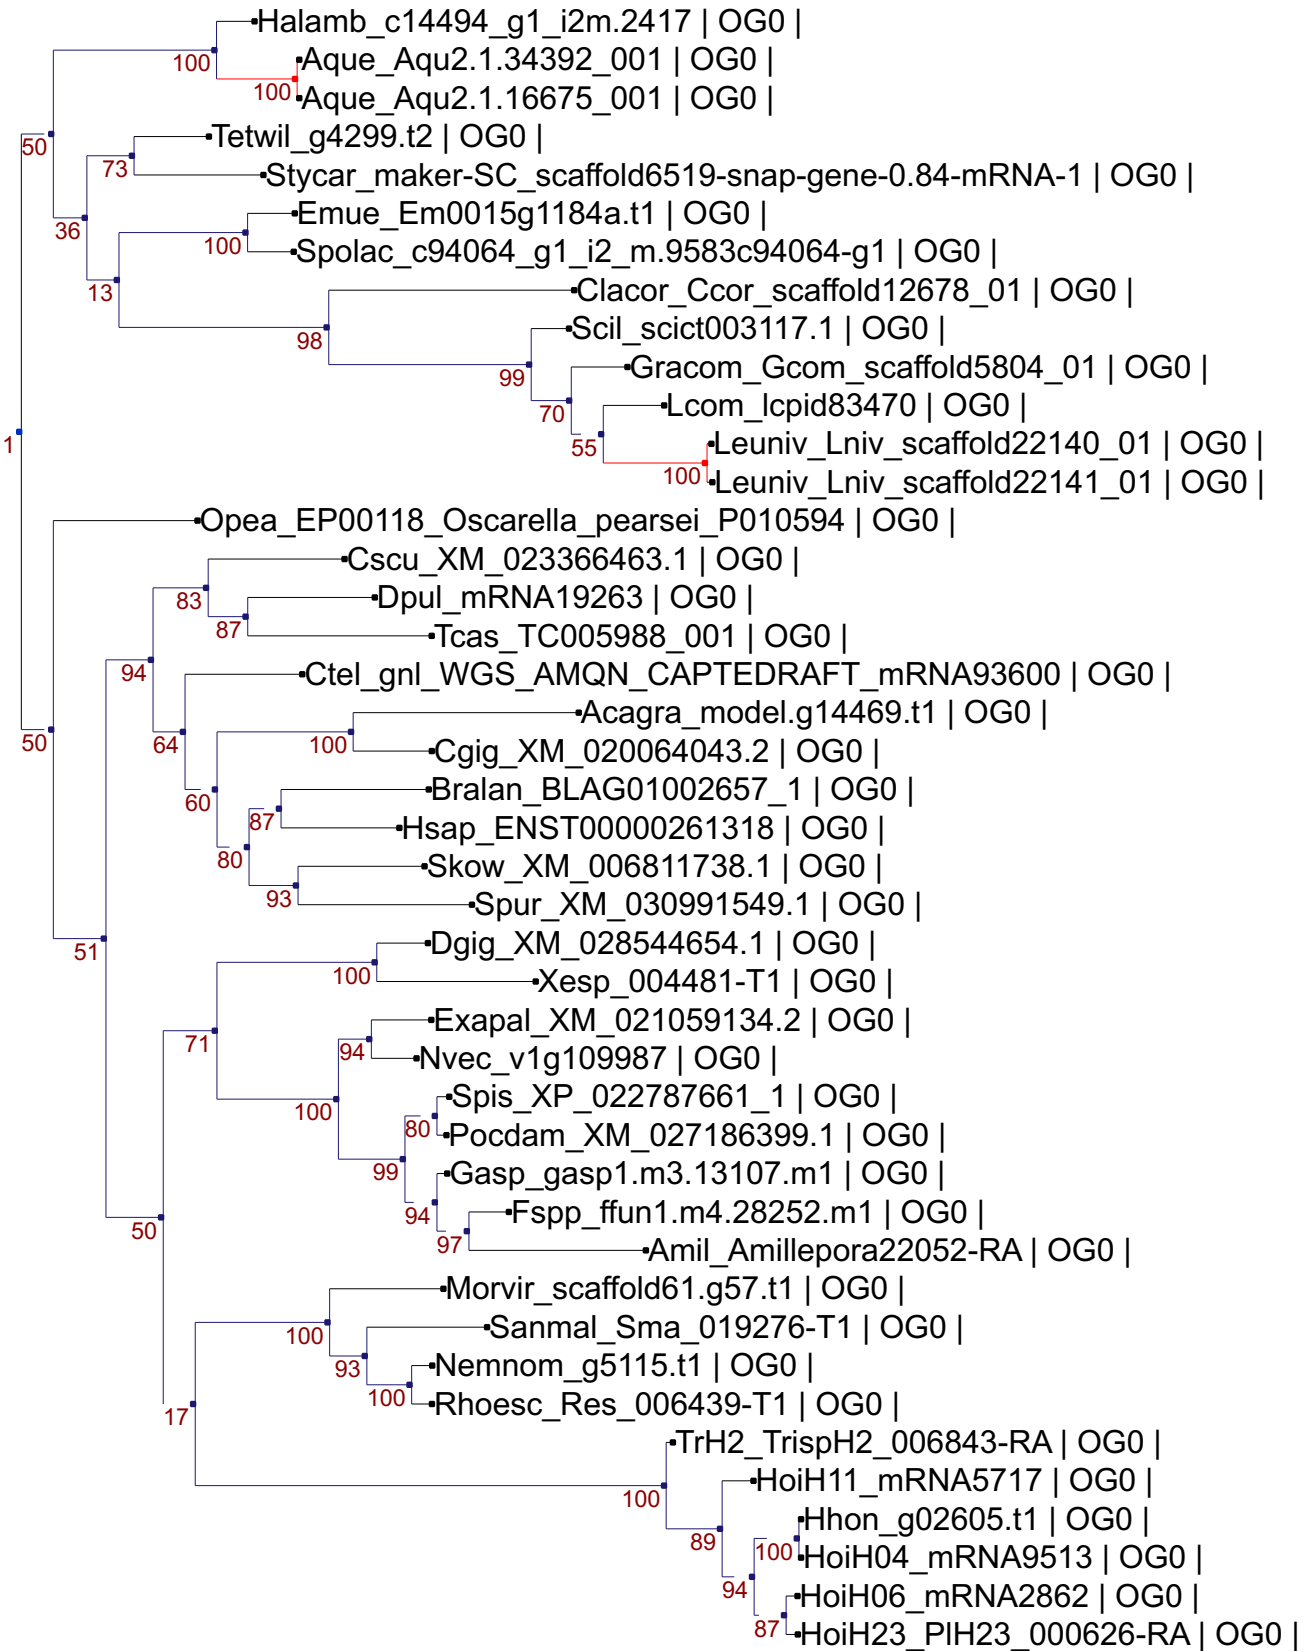 Halamb_c14494_g1_i2m.2417 | OG0 |
100
Aque_Aqu2.1.34392_001 | OG0 |
100
Aque_Aqu2.1.16675_001 | OG0 |
Tetwil_g4299.t2 | OG0 |
50
73
Stycar_maker-SC_scaffold6519-snap-gene-0.84-mRNA-1 | OG0 |
Emue_Em0015g1184a.t1 | OG0 |
36
100
Spolac_c94064_g1_i2_m.9583c94064-g1 | OG0 |
13
Clacor_Ccor_scaffold12678_01 | OG0 |
98
Scil_scict003117.1 | OG0 |
99
Gracom_Gcom_scaffold5804_01 | OG0 |
70
Lcom_lcpid83470 | OG0 |
1
55
Leuniv_Lniv_scaffold22140_01 | OG0 |
100
Leuniv_Lniv_scaffold22141_01 | OG0 |
Opea_EP00118_Oscarella_pearsei_P010594 | OG0 |
Cscu_XM_023366463.1 | OG0 |
83
Dpul_mRNA19263 | OG0 |
87
Tcas_TC005988_001 | OG0 |
94
Ctel_gnl_WGS_AMQN_CAPTEDRAFT_mRNA93600 | OG0 |
Acagra_model.g14469.t1 | OG0 |
50
64
100
Cgig_XM_020064043.2 | OG0 |
60
Bralan_BLAG01002657_1 | OG0 |
87
Hsap_ENST00000261318 | OG0 |
80
Skow_XM_006811738.1 | OG0 |
93
Spur_XM_030991549.1 | OG0 |
51
Dgig_XM_028544654.1 | OG0 |
100
Xesp_004481-T1 | OG0 |
Exapal_XM_021059134.2 | OG0 |
71
94
Nvec_v1g109987 | OG0 |
Spis_XP_022787661_1 | OG0 |
100
80
Pocdam_XM_027186399.1 | OG0 |
99
Gasp_gasp1.m3.13107.m1 | OG0 |
94
Fspp_ffun1.m4.28252.m1 | OG0 |
50
97
Amil_Amillepora22052-RA | OG0 |
Morvir_scaffold61.g57.t1 | OG0 |
100
Sanmal_Sma_019276-T1 | OG0 |
93
Nemnom_g5115.t1 | OG0 |
100
Rhoesc_Res_006439-T1 | OG0 |
17
TrH2_TrispH2_006843-RA | OG0 |
HoiH11_mRNA5717 | OG0 |
100
Hhon_g02605.t1 | OG0 |
89
100
HoiH04_mRNA9513 | OG0 |
94
HoiH06_mRNA2862 | OG0 |
87
HoiH23_PlH23_000626-RA | OG0 |